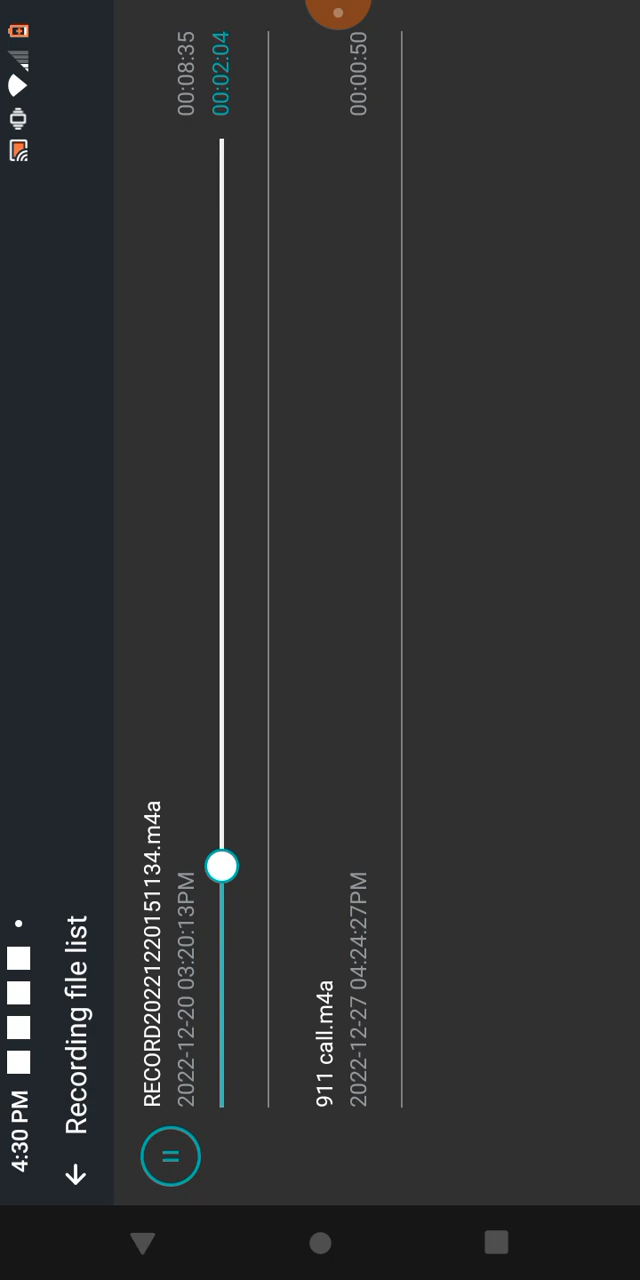 4:30 PM
Recording file list
RECORD20221220151134.m4a
2022-12-20 03:20:13PM 00:08:35
00:02:04
911 call.m4a
2022-12-27 04:24:27PM 00:00:50